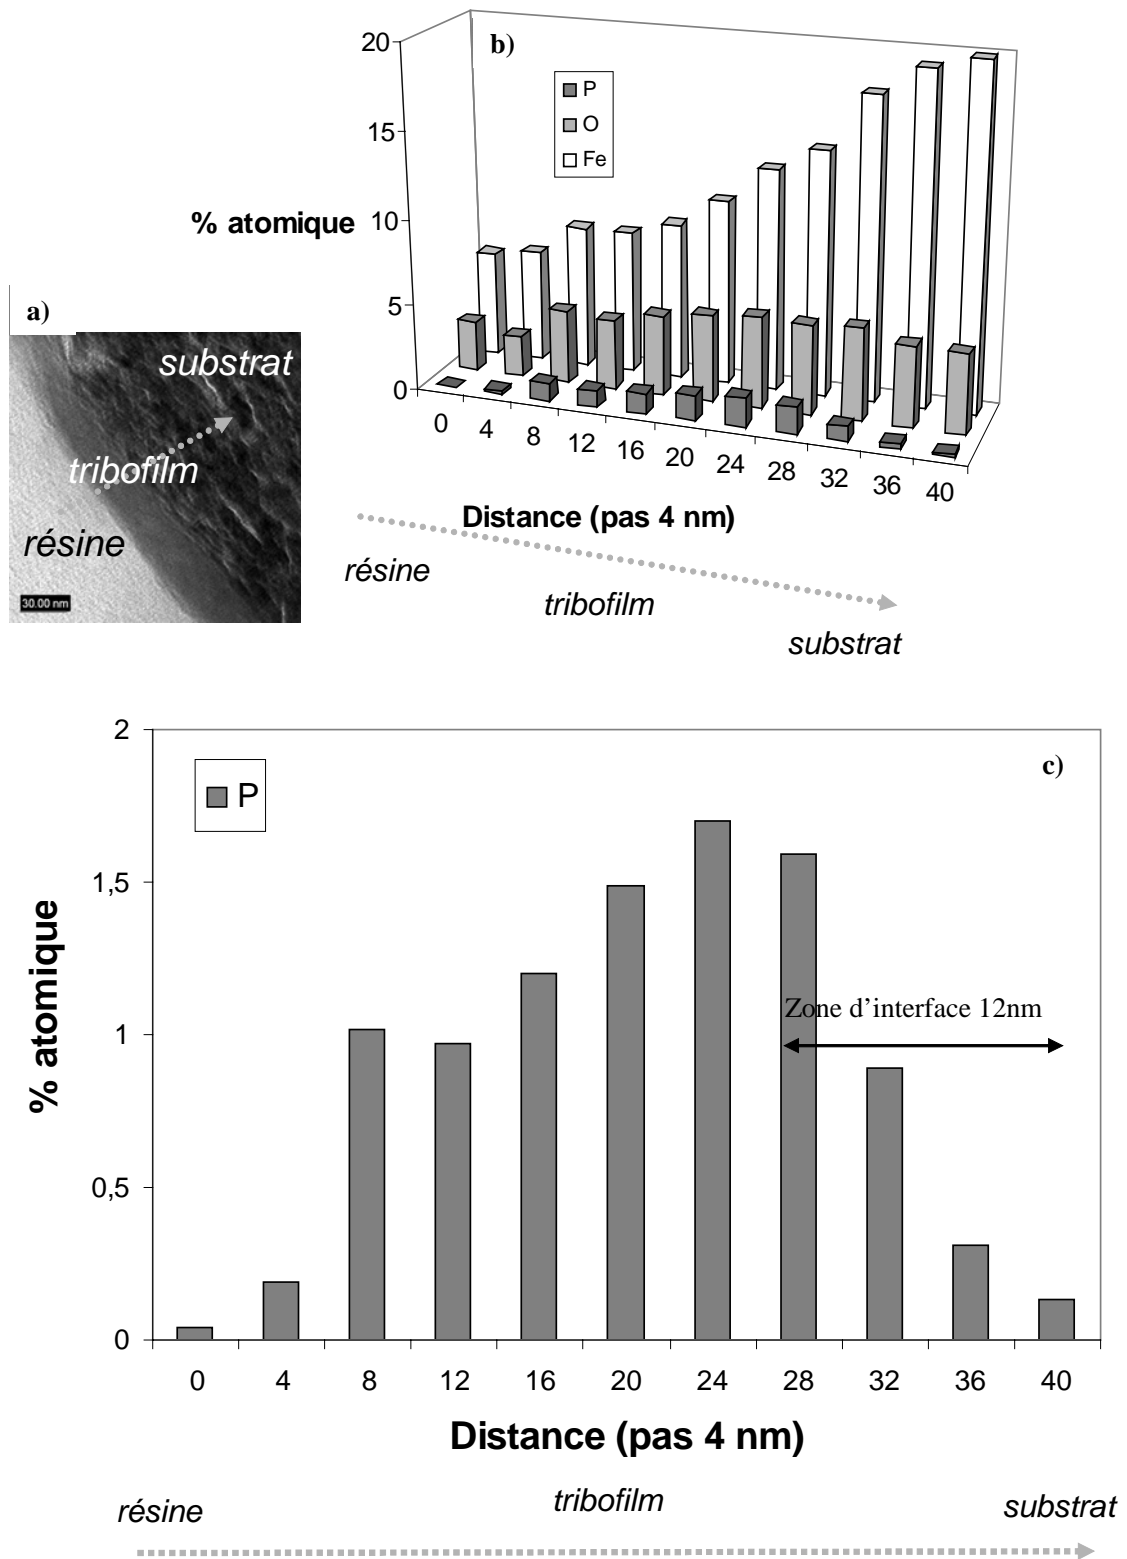 b)
20
15
10
5
0
P
O
Fe
% atomique
0 4 8 12 16 20 24 28 32 36 40
Distance (pas 4 nm)
résine
tribofilm
substrat
a)
substrat
tribofilm
résine
30.00 nm
c)
2
1,5
1
0,5
0
P
% atomique
Zone d'interface 12nm
0 4 8 12 16 20 24 28 32 36 40
Distance (pas 4 nm)
résine
tribofilm
substrat